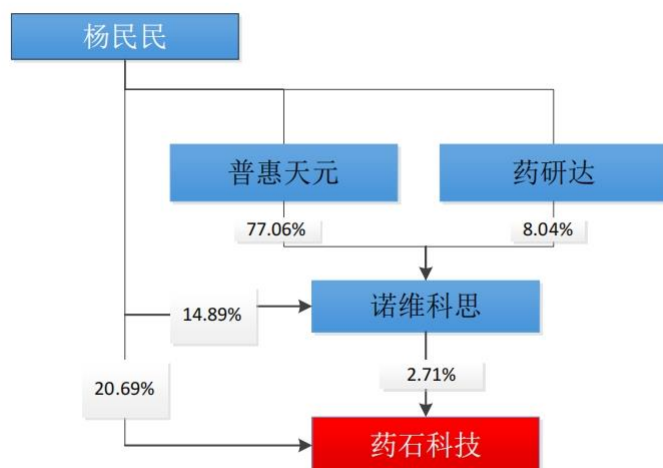 杨民民
普惠天元
药研达
77.06%
8.04%
诺维科思
14.89%
2.71%
20.69%
药石科技